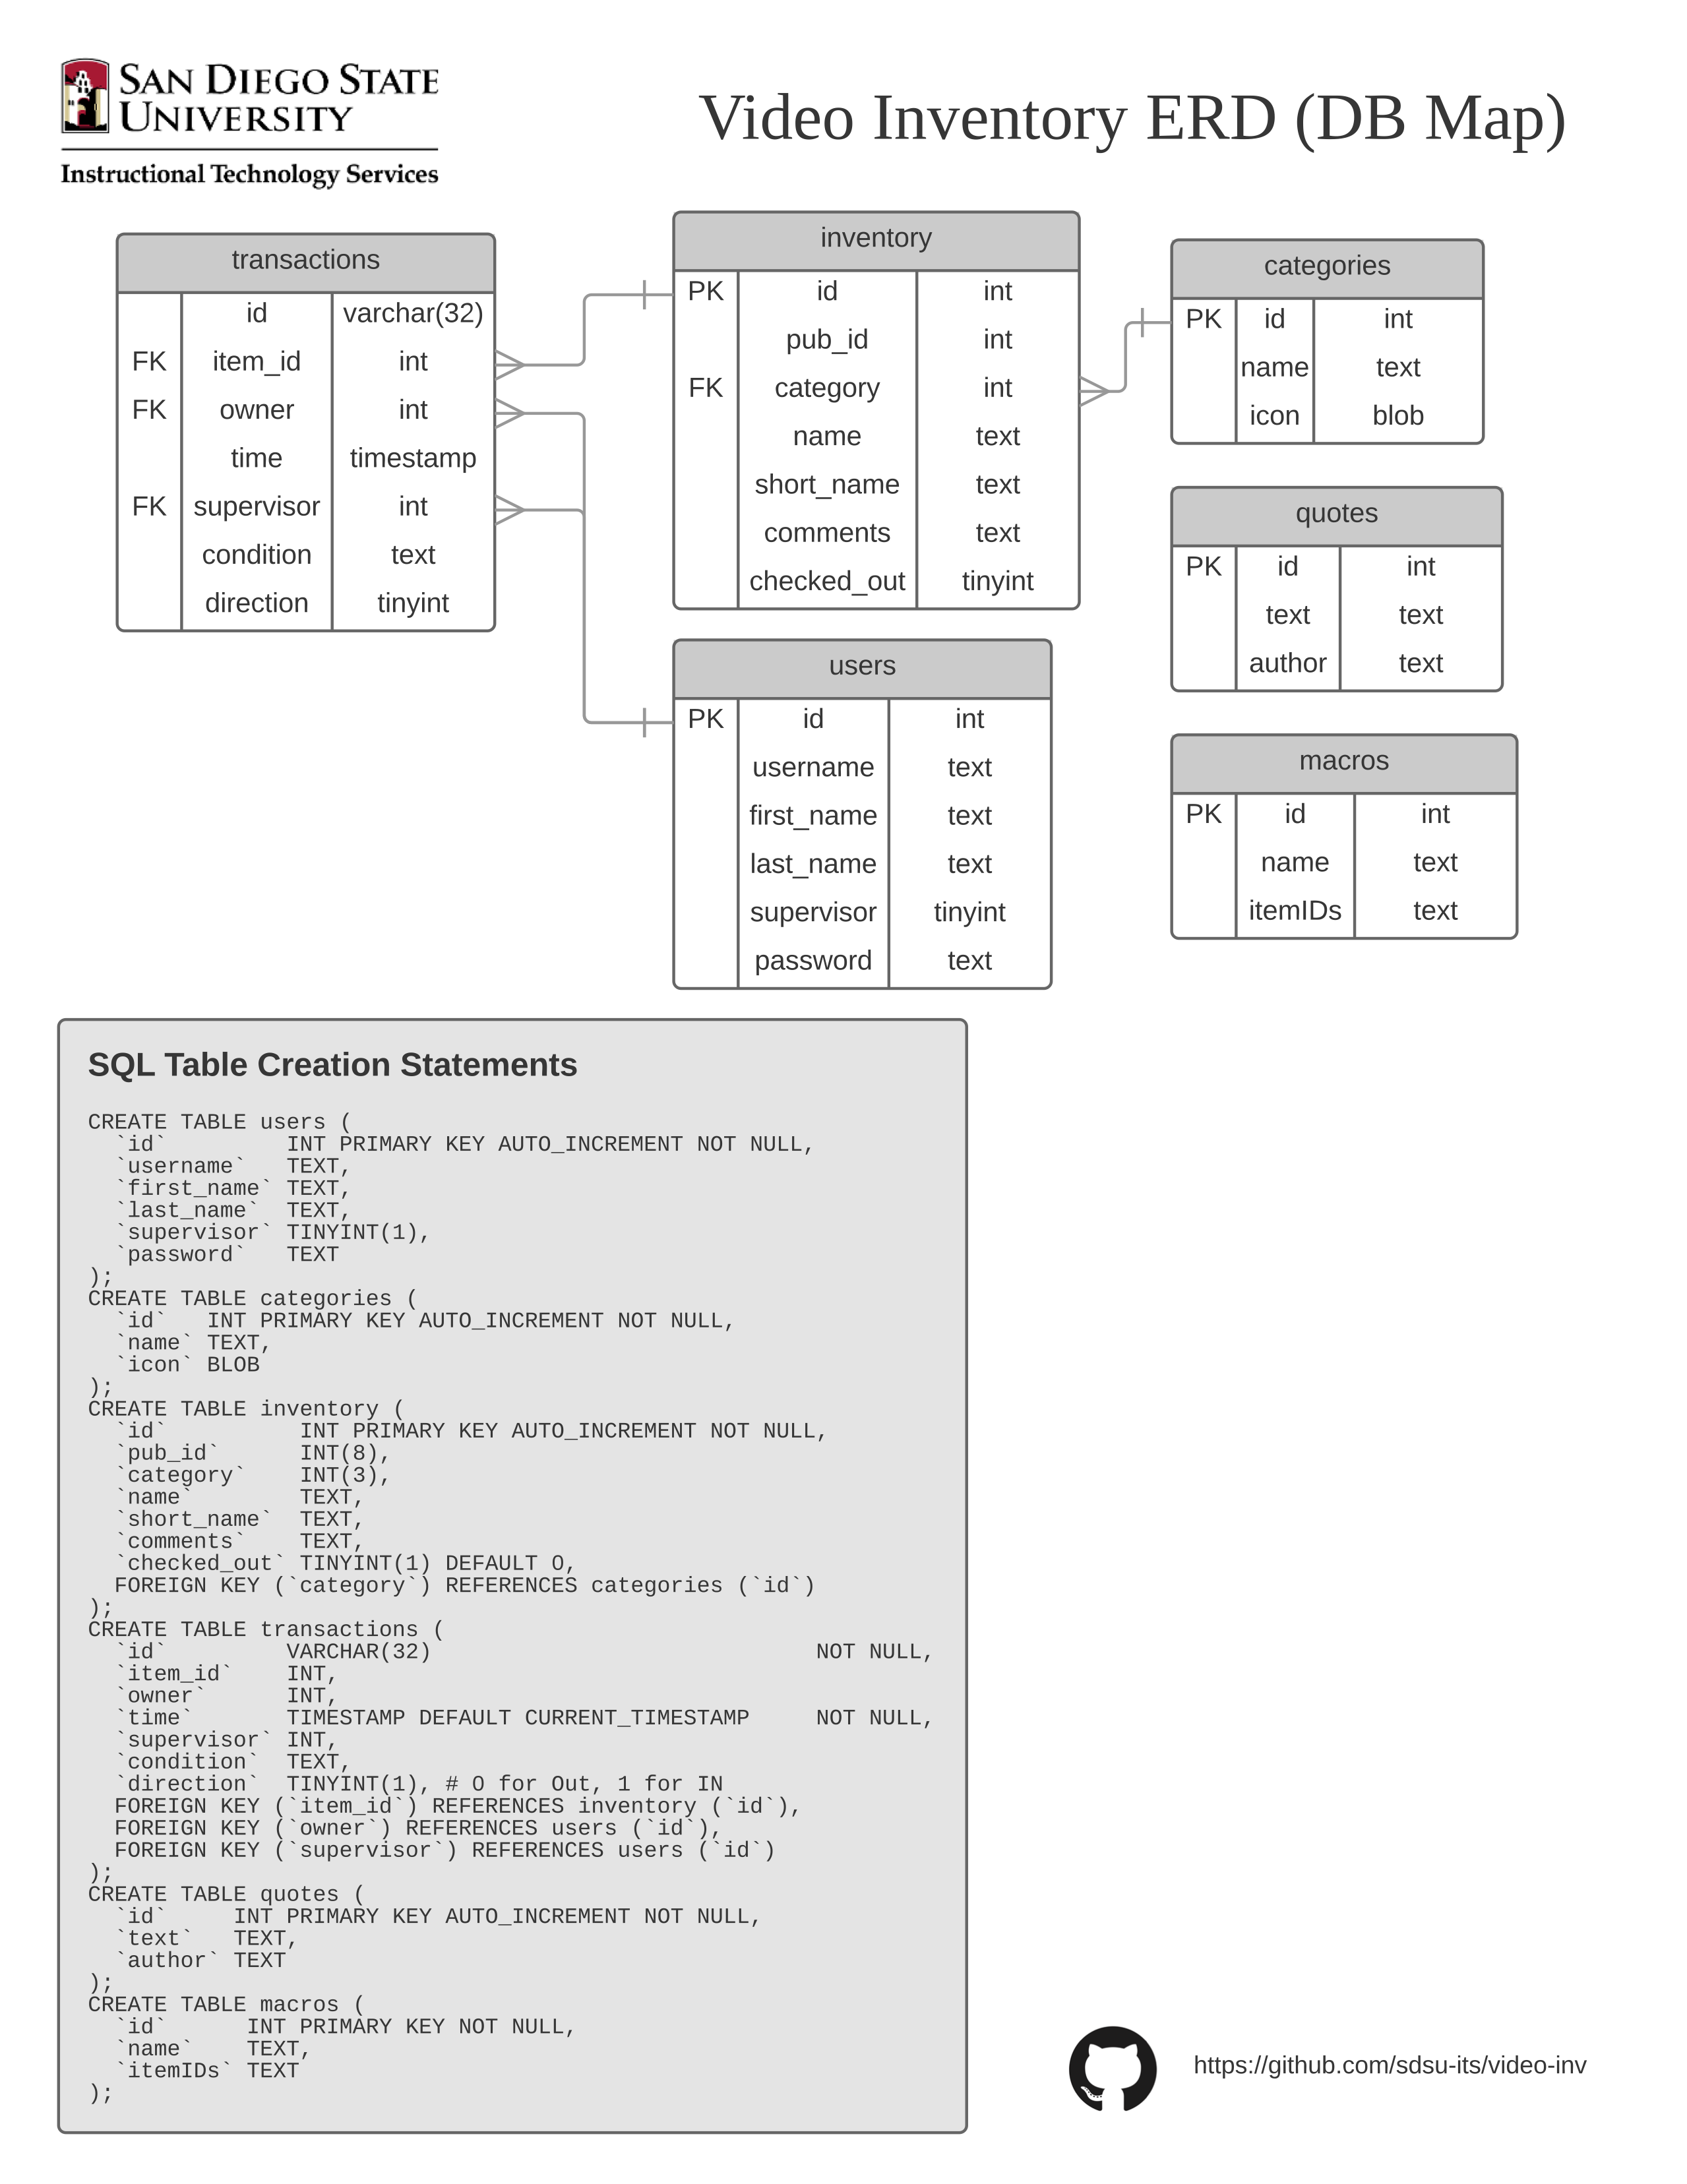 SAN DIEGO STATE
UNIVERSITY
Instructional Technology Services
Video Inventory ERD (DB Map)
transactions
id varchar(32)
FK item_id int
FK owner int
time timestamp
FK supervisor int
condition text
direction tinyint
inventory
PK id int
pub_id int
FK category int
name text
short_name text
comments text
checked_out tinyint
categories
PK id int
name text
icon blob
quotes
PK id int
text text
author text
users
PK id int
username text
first_name text
last_name text
supervisor tinyint
password text
macros
PK id int
name text
itemIDs text
SQL Table Creation Statements
CREATE TABLE users (
  `id`         INT PRIMARY KEY AUTO_INCREMENT NOT NULL,
  `username`   TEXT,
  `first_name` TEXT,
  `last_name`  TEXT,
  `supervisor` TINYINT(1),
  `password`   TEXT
);
CREATE TABLE categories (
  `id`   INT PRIMARY KEY AUTO_INCREMENT NOT NULL,
  `name` TEXT,
  `icon` BLOB
);
CREATE TABLE inventory (
  `id`          INT PRIMARY KEY AUTO_INCREMENT NOT NULL,
  `pub_id`      INT(8),
  `category`    INT(3),
  `name`        TEXT,
  `short_name`  TEXT,
  `comments`    TEXT,
  `checked_out` TINYINT(1) DEFAULT 0,
  FOREIGN KEY (`category`) REFERENCES categories (`id`)
);
CREATE TABLE transactions (
  `id`         VARCHAR(32)                             NOT NULL,
  `item_id`    INT,
  `owner`      INT,
  `time`       TIMESTAMP DEFAULT CURRENT_TIMESTAMP     NOT NULL,
  `supervisor` INT,
  `condition`  TEXT,
  `direction`  TINYINT(1), # 0 for Out, 1 for IN
  FOREIGN KEY (`item_id`) REFERENCES inventory (`id`),
  FOREIGN KEY (`owner`) REFERENCES users (`id`),
  FOREIGN KEY (`supervisor`) REFERENCES users (`id`)
);
CREATE TABLE quotes (
  `id`     INT PRIMARY KEY AUTO_INCREMENT NOT NULL,
  `text`   TEXT,
  `author` TEXT
);
CREATE TABLE macros (
  `id`      INT PRIMARY KEY NOT NULL,
  `name`    TEXT,
  `itemIDs` TEXT
);
https://github.com/sdsu-its/video-inv